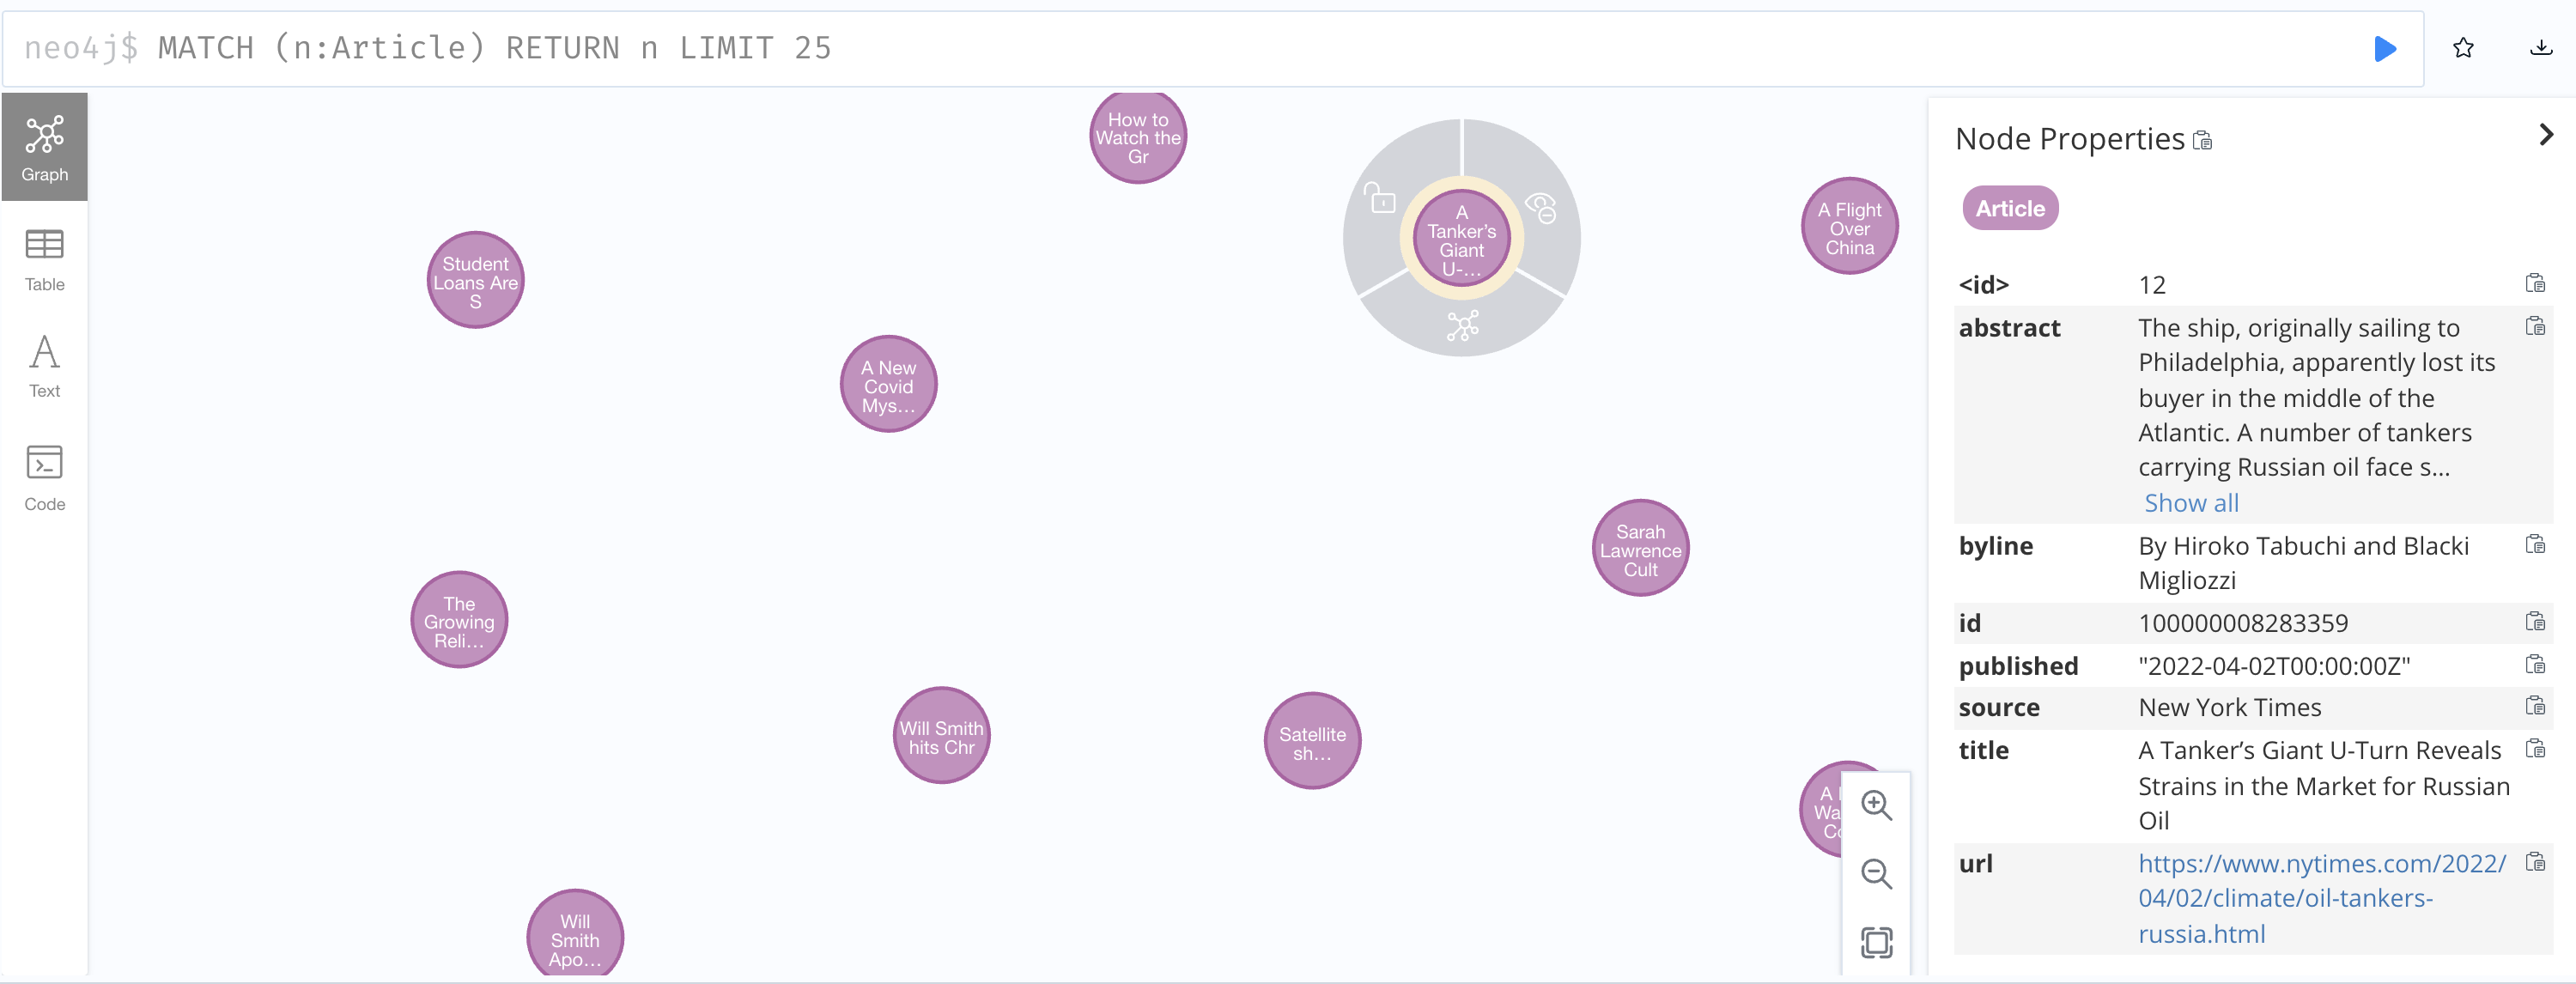 neo4j$ MATCH (n:Article) RETURN n LIMIT 25
Graph
Table
Text
Code
How to
Watch the
Gr
A
Tanker’s
Giant
U-...
A Flight
Over
China
Student
Loans Are
S
A New
Covid
Mys...
Sarah
Lawrence
Cult
The
Growing
Reli...
Will Smith
hits Chr
Satellite
sh...
A
Wa
Co
Will
Smith
Apo...
Node Properties
Article
<id> 12
abstract The ship, originally sailing to
Philadelphia, apparently lost its
buyer in the middle of the
Atlantic. A number of tankers
carrying Russian oil face s...
Show all
byline By Hiroko Tabuchi and Blacki
Migliozzi
id 100000008283359
published "2022-04-02T00:00:00Z"
source New York Times
title A Tanker’s Giant U-Turn Reveals
Strains in the Market for Russian
Oil
url https://www.nytimes.com/2022/
04/02/climate/oil-tankers-
russia.html